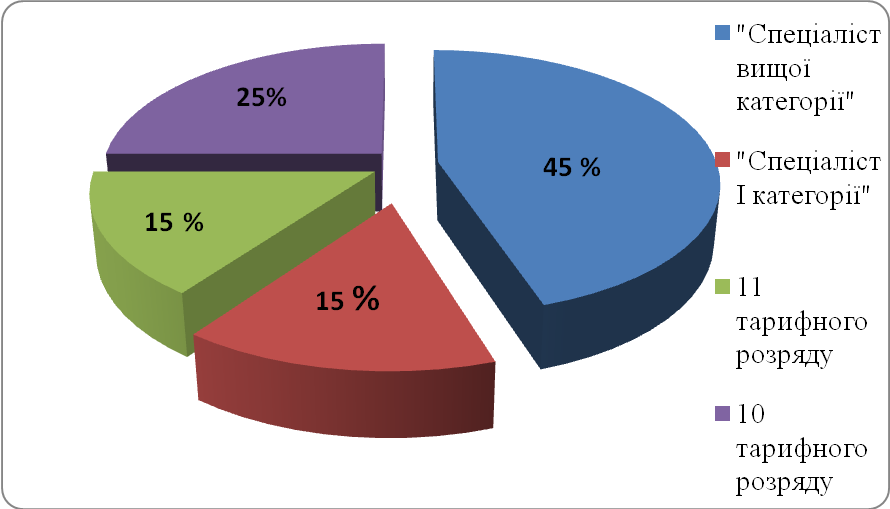 25%
45 %
15 %
15 %
"Спеціаліст
вищої
категорії"
"Спеціаліст
І категорії"
11
тарифного
розряду
10
тарифного
розряду